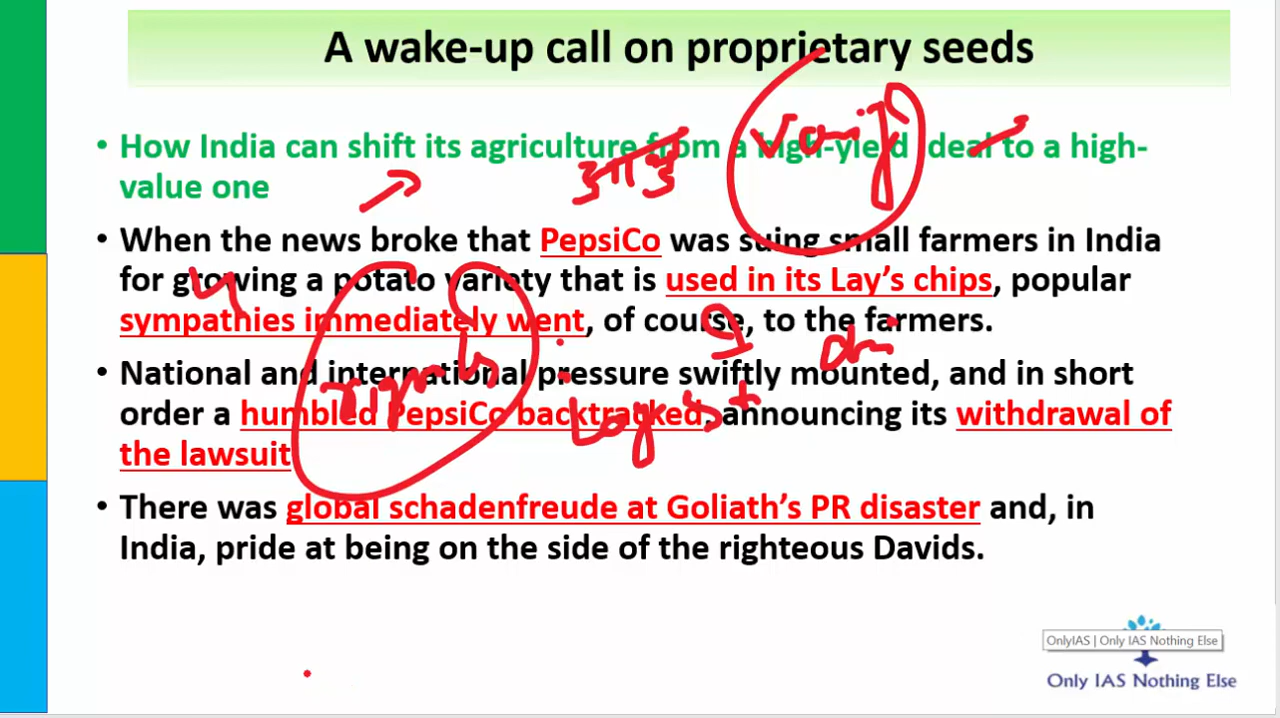 A wake-up call on proprietary seeds
• How India can shift its agriculture from a high-yield deal to a high-
value one
• When the news broke that PepsiCo was suing small farmers in India
for growing a potato variety that is used in its Lay's chips, popular
sympathies immediately went, of course, to the farmers.
• National and international pressure swiftly mounted, and in short
order a humbled PepsiCo backtracked, announcing its withdrawal of
the lawsuit
• There was global schadenfreude at Goliath's PR disaster and, in
India, pride at being on the side of the righteous Davids.
OnlyIAS | Only IAS Nothing Else
Only IAS Nothing Else